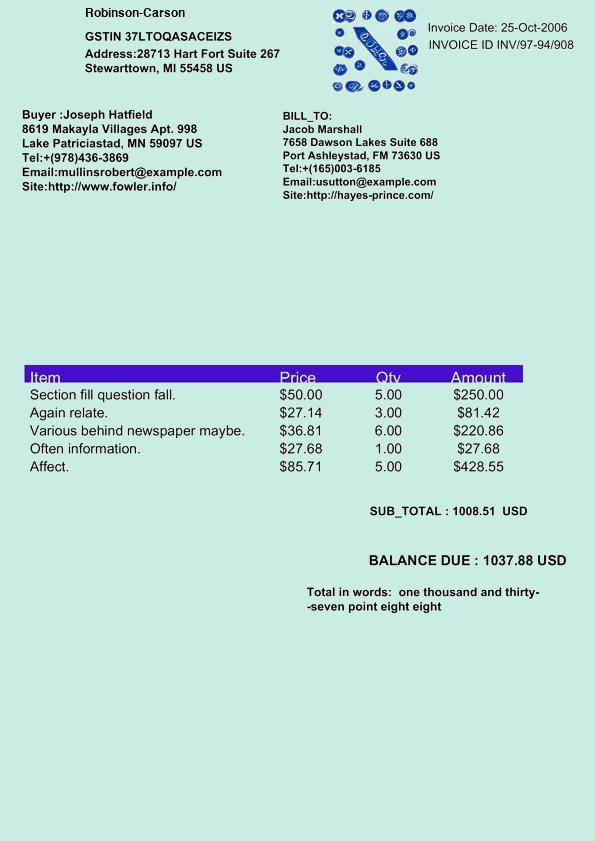 Robinson-Carson
GSTIN 37LTOQASACEIZS
Address:28713 Hart Fort Suite 267
Stewarttown, MI 55458 US
Invoice Date: 25-Oct-2006
INVOICE ID INV/97-94/908
Buyer :Joseph Hatfield
8619 Makayla Villages Apt. 998
Lake Patriciastad, MN 59097 US
Tel:+(978)436-3869
Email:mullinsrobert@example.com
Site:http://www.fowler.info/
BILL_TO:
Jacob Marshall
7658 Dawson Lakes Suite 688
Port Ashleystad, FM 73630 US
Tel:+(165)003-6185
Email:usutton@example.com
Site:http://hayes-prince.com/
Item Price Qty Amount
Section fill question fall. $50.00 5.00 $250.00
Again relate. $27.14 3.00 $81.42
Various behind newspaper maybe. $36.81 6.00 $220.86
Often information. $27.68 1.00 $27.68
Affect. $85.71 5.00 $428.55
SUB_TOTAL : 1008.51 USD
BALANCE DUE : 1037.88 USD
Total in words: one thousand and thirty-
-seven point eight eight